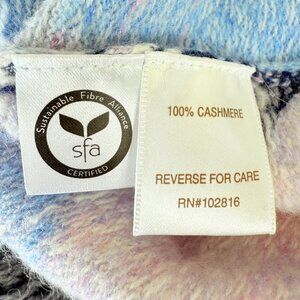 Sustainable Fibre Alliance
sfa
CERTIFIED
100% CASHMERE
REVERSE FOR CARE
RN#102816